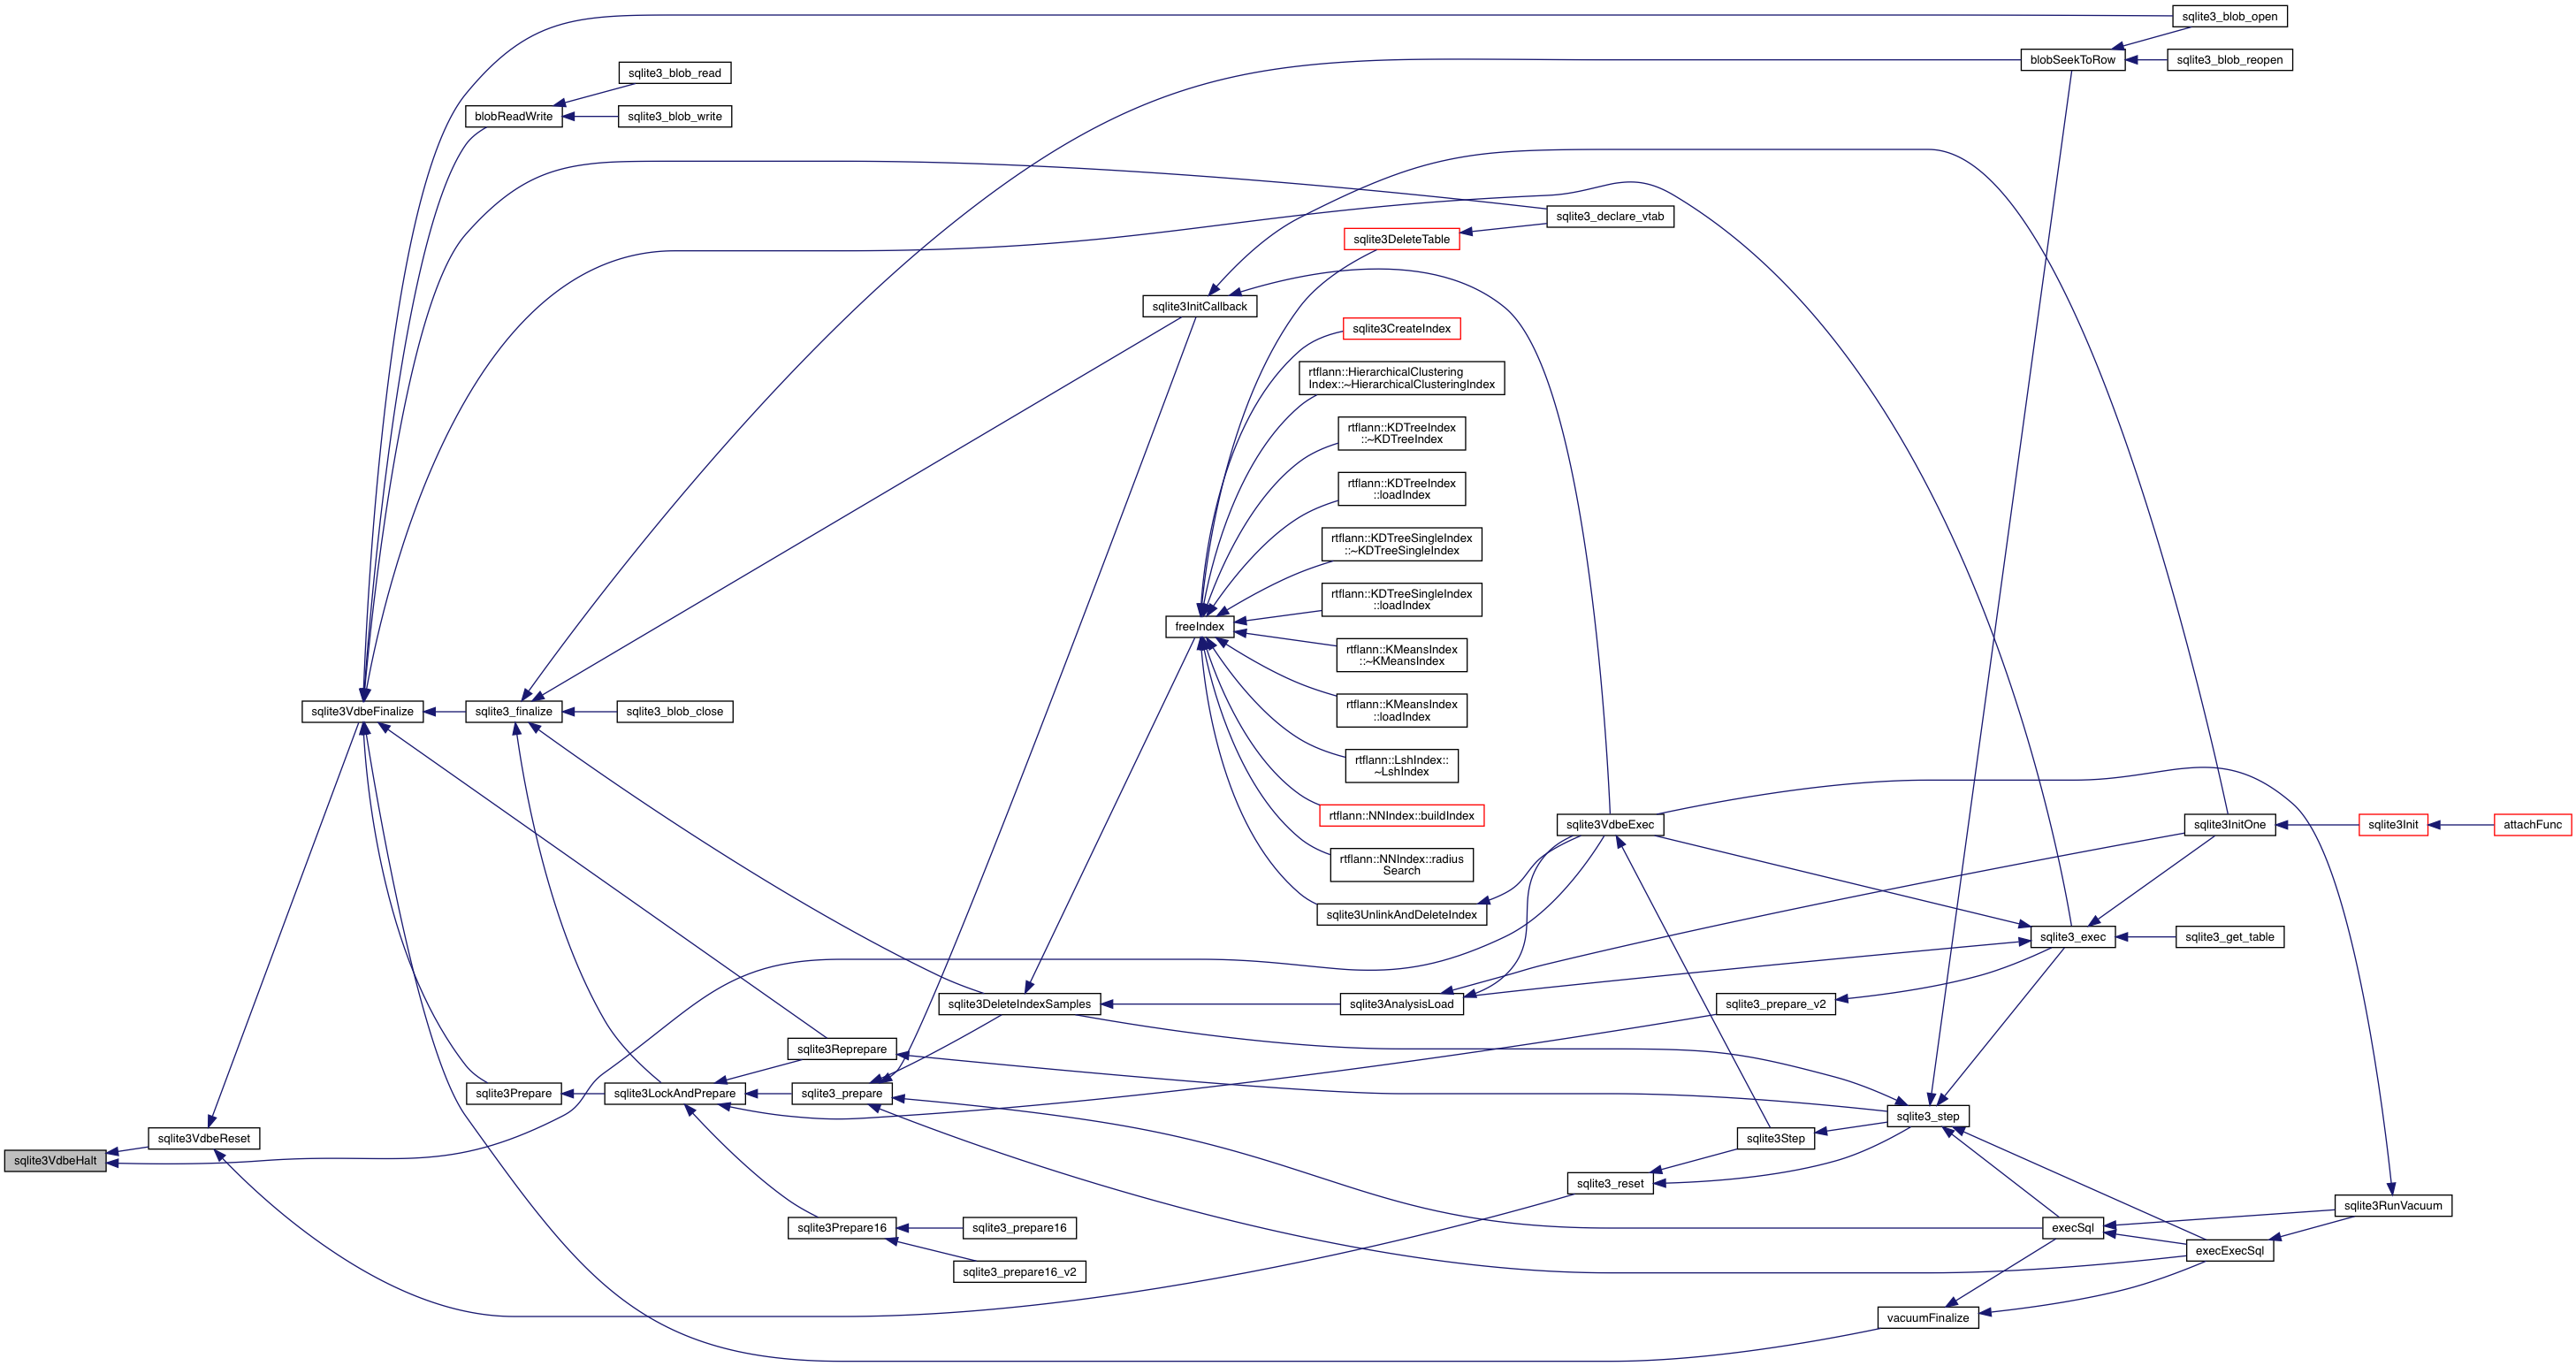 sqlite3_blob_open
blobSeekToRow
sqlite3_blob_reopen
sqlite3_blob_read
blobReadWrite
sqlite3_blob_write
sqlite3_declare_vtab
sqlite3DeleteTable
sqlite3InitCallback
sqlite3CreateIndex
rtflann::HierarchicalClustering
Index::~HierarchicalClusteringIndex
rtflann::KDTreeIndex
::~KDTreeIndex
rtflann::KDTreeIndex
::loadIndex
rtflann::KDTreeSingleIndex
::~KDTreeSingleIndex
rtflann::KDTreeSingleIndex
::loadIndex
freeIndex
rtflann::KMeansIndex
::~KMeansIndex
rtflann::KMeansIndex
::loadIndex
sqlite3VdbeFinalize
sqlite3_finalize
sqlite3_blob_close
rtflann::LshIndex::
~LshIndex
rtflann::NNIndex::buildIndex
sqlite3VdbeExec
sqlite3InitOne
sqlite3Init
attachFunc
rtflann::NNIndex::radius
Search
sqlite3UnlinkAndDeleteIndex
sqlite3_exec
sqlite3_get_table
sqlite3DeleteIndexSamples
sqlite3AnalysisLoad
sqlite3_prepare_v2
sqlite3Reprepare
sqlite3Prepare
sqlite3LockAndPrepare
sqlite3_prepare
sqlite3_step
sqlite3VdbeReset
sqlite3Step
sqlite3VdbeHalt
sqlite3_reset
sqlite3RunVacuum
sqlite3Prepare16
sqlite3_prepare16
execSql
execExecSql
sqlite3_prepare16_v2
vacuumFinalize